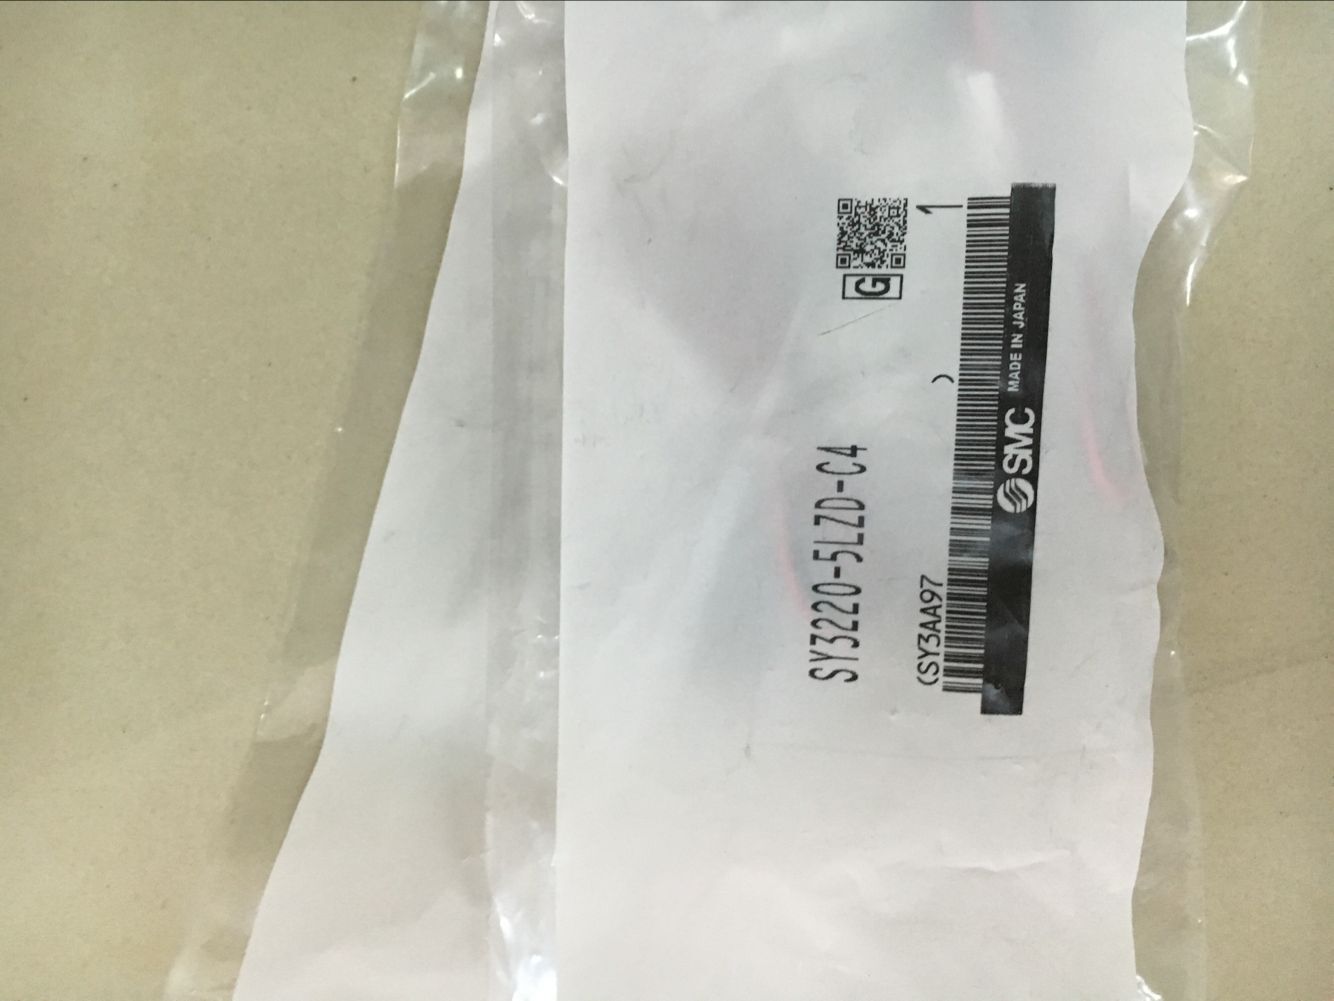 SY3220-5LZD-C4
G
(SY3AA97 )
1
SMC MADE IN JAPAN